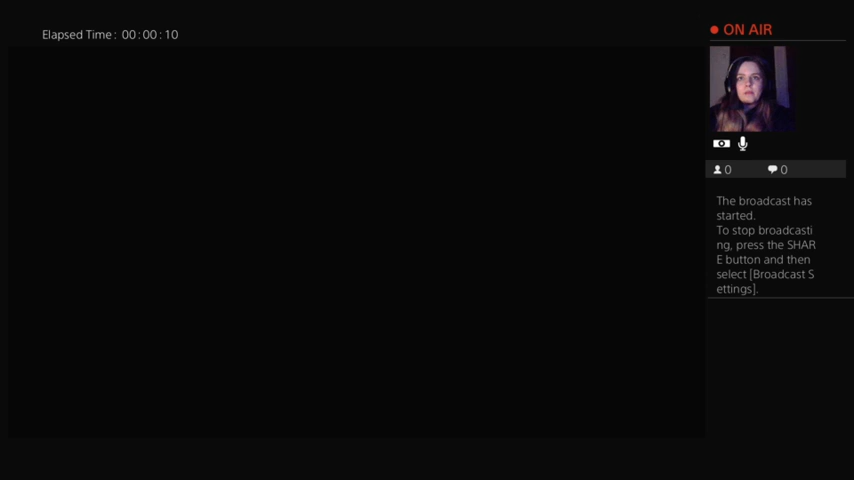 Elapsed Time : 00:00:10
ON AIR
0 0
The broadcast has
started.
To stop broadcasti
ng, press the SHAR
E button and then
select [Broadcast S
ettings].